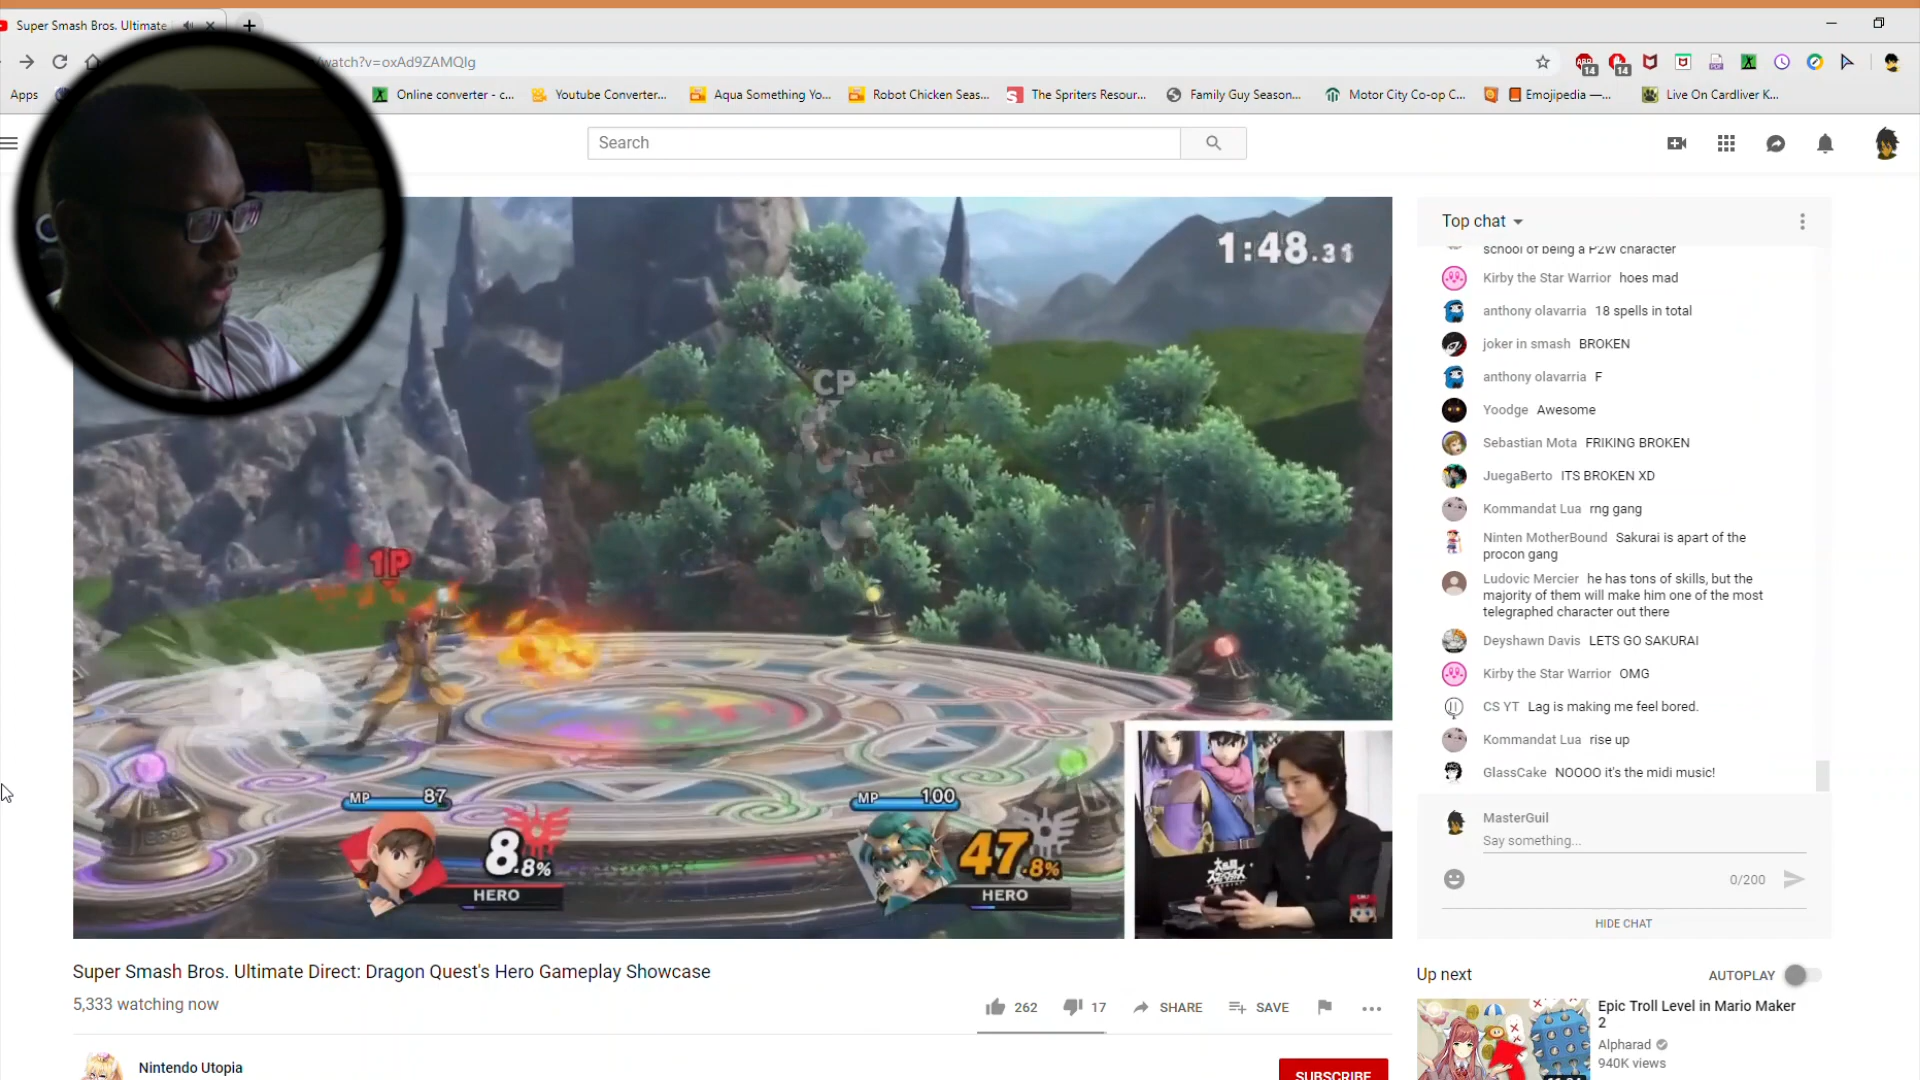 Super Smash Bros. Ultimate
watch?v=oxAd9ZAMQIg
14
14
Apps
Online converter - c...
Youtube Converter...
Aqua Something Yo...
Robot Chicken Seas...
The Spriters Resour...
Family Guy Season...
Motor City Co-op C...
Emojipedia —...
Live On Cardliver K...
Search
1:48.31
CP
1P
MP 87
8.8%
HERO
MP 100
47.8%
HERO
Top chat
school of being a P2W character
Kirby the Star Warrior hoes mad
anthony olavarria 18 spells in total
joker in smash BROKEN
anthony olavarria F
Yoodge Awesome
Sebastian Mota FRIKING BROKEN
JuegaBerto ITS BROKEN XD
Kommandat Lua rng gang
Ninten MotherBound Sakurai is apart of the
procon gang
Ludovic Mercier he has tons of skills, but the
majority of them will make him one of the most
telegraphed character out there
Deyshawn Davis LETS GO SAKURAI
Kirby the Star Warrior OMG
CS YT Lag is making me feel bored.
Kommandat Lua rise up
GlassCake NOOOO it's the midi music!
MasterGuil
Say something...
0/200
HIDE CHAT
Super Smash Bros. Ultimate Direct: Dragon Quest's Hero Gameplay Showcase
5,333 watching now
262
17
SHARE
SAVE
Nintendo Utopia
SUBSCRIBE
Up next
AUTOPLAY
Epic Troll Level in Mario Maker
2
Alpharad
940K views